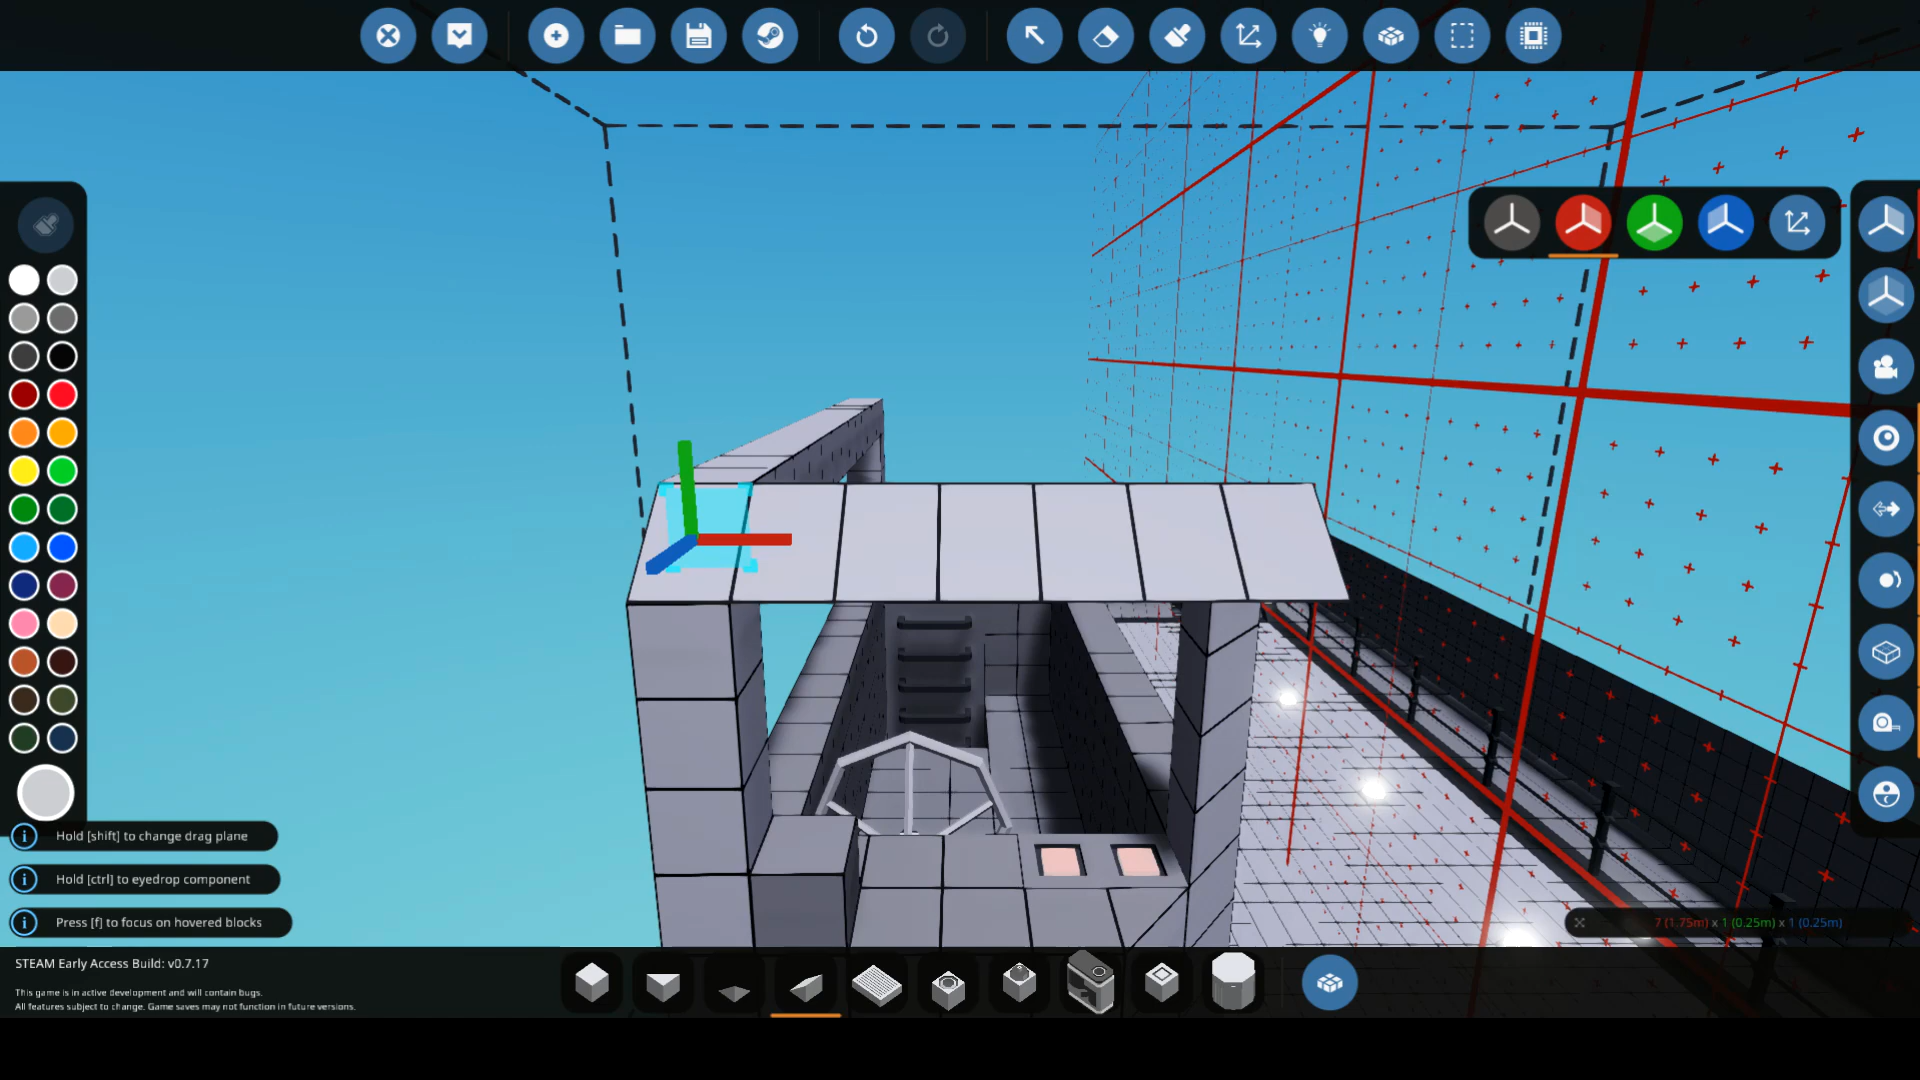 Hold [shift] to change drag plane
Hold [ctrl] to eyedrop component
Press [f] to focus on hovered blocks
7 (1.75m) x 1 (0.25m) x 1 (0.25m)
STEAM Early Access Build: v0.7.17
This game is in active development and will contain bugs.
All features subject to change. Game saves may not function in future versions.